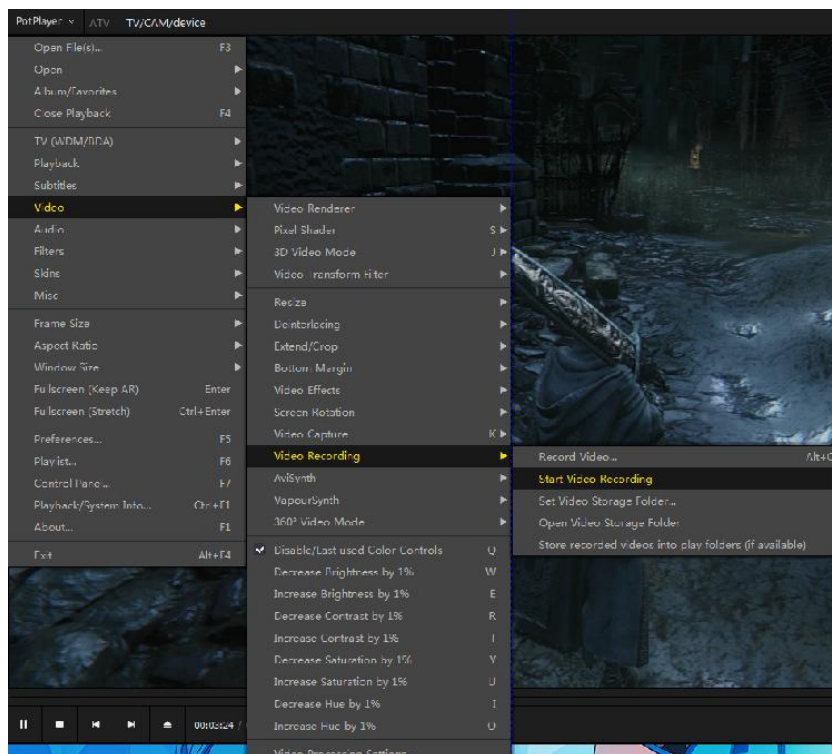 PotPlayer ATV TV/CAM/device
Open File(s)... F3
Open
Album/Favorites
Close Playback F4
TV (WDM/BDA)
Playback
Subtitles
Video
Audio
Filters
Skins
Misc
Frame Size
Aspect Ratio
Window Size
Fullscreen (Keep AR) Enter
Fullscreen (Stretch) Ctrl+Enter
Preferences... F5
Playlist... F6
Control Panel... F7
Playback/System Info... Ctrl+F1
About... F1
Exit Alt+F4
Video Renderer
Pixel Shader S
3D Video Mode J
Video Transform Filter
Resize
Deinterlacing
Extend/Crop
Bottom Margin
Video Effects
Screen Rotation
Video Capture K
Video Recording
AviSynth
VapourSynth
360° Video Mode
Disable/Last used Color Controls Q
Decrease Brightness by 1% W
Increase Brightness by 1% E
Decrease Contrast by 1% R
Increase Contrast by 1% T
Decrease Saturation by 1% Y
Increase Saturation by 1% U
Decrease Hue by 1% I
Increase Hue by 1% O
Video Processing Settings
Record Video... Alt+C
Start Video Recording
Set Video Storage Folder...
Open Video Storage Folder
Store recorded videos into play folders (if available)
00:03:24 /